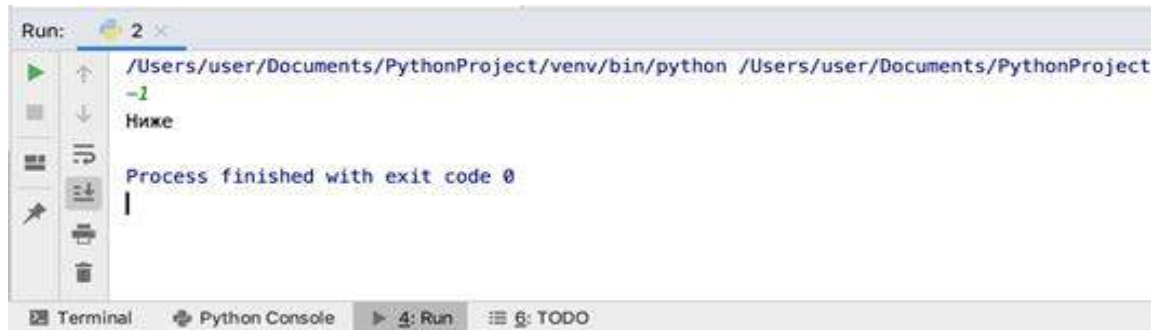 Run: 2
/Users/user/Documents/PythonProject/venv/bin/python /Users/user/Documents/PythonProject
-1
Ниже
Process finished with exit code 0
Terminal Python Console 4: Run 6: TODO